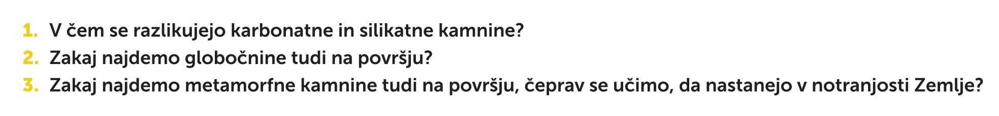 1. V čem se razlikujejo karbonatne in silikatne kamnine?
2. Zakaj najdemo globočnine tudi na površju?
3. Zakaj najdemo metamorfne kamnine tudi na površju, čeprav se učimo, da nastanejo v notranjosti Zemlje?